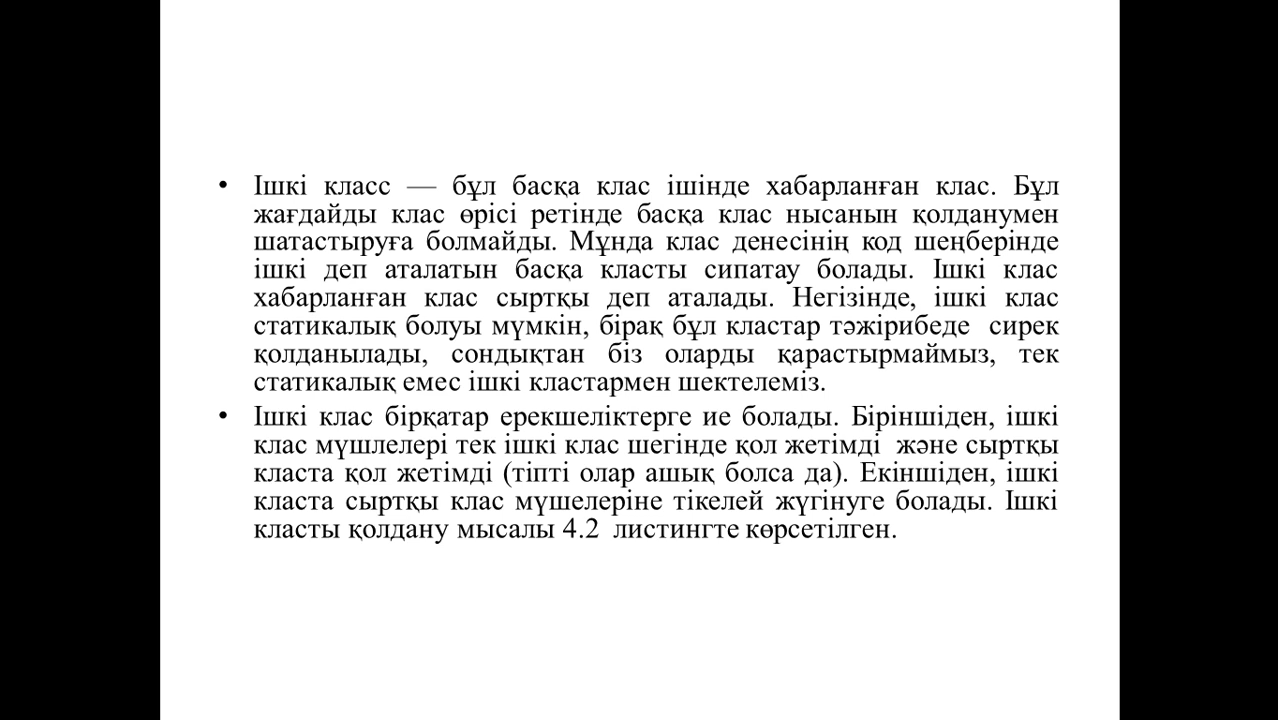 • Ішкі класс — бұл басқа клас ішінде хабарланған клас. Бұл
жағдайды клас өрісі ретінде басқа клас нысанын қолданумен
шатастыруға болмайды. Мұнда клас денесінің код шеңберінде
ішкі деп аталатын басқа класты сипатау болады. Ішкі клас
хабарланған клас сыртқы деп аталады. Негізінде, ішкі клас
статикалық болуы мүмкін, бірақ бұл кластар тәжірибеде сирек
қолданылады, сондықтан біз оларды қарастырмаймыз, тек
статикалық емес ішкі кластармен шектелеміз.
• Ішкі клас бірқатар ерекшеліктерге ие болады. Біріншіден, ішкі
клас мүшлелері тек ішкі клас шегінде қол жетімді және сыртқы
класта қол жетімді (тіпті олар ашық болса да). Екіншіден, ішкі
класта сыртқы клас мүшелеріне тікелей жүгінуге болады. Ішкі
класты қолдану мысалы 4.2 листингте көрсетілген.